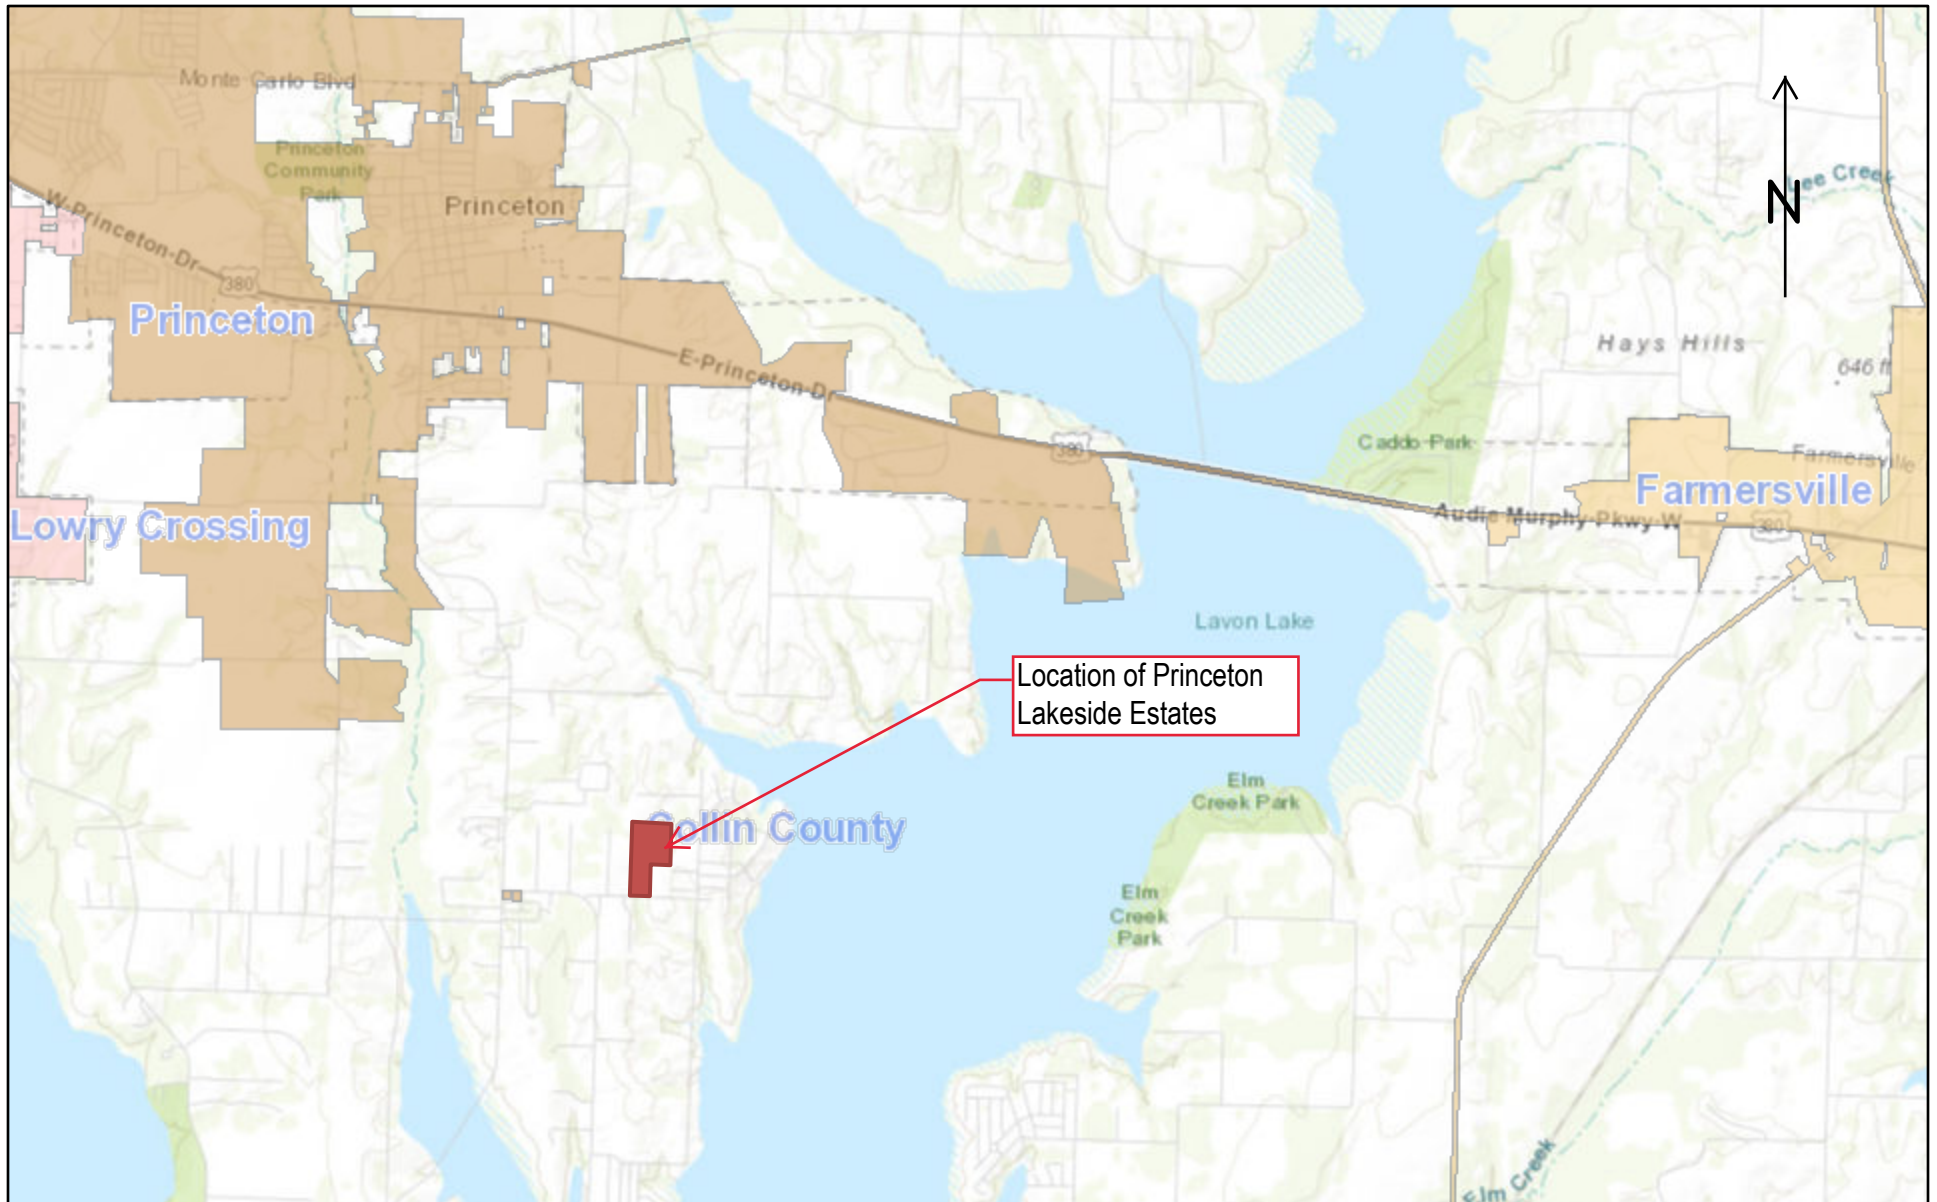 Monte Carlo Blvd
Princeton
Community
Park
Princeton
W-Princeton-Dr
380
Princeton
E-Princeton-Dr
380
Lee Creek
N
Hays Hills
646 ft
Caddo Park
Farmersville
Farmersville
Audie Murphy Pkwy W
380
Lowry Crossing
Lavon Lake
Location of Princeton
Lakeside Estates
Elm
Creek Park
Collin County
Elm
Creek
Park
Elm Creek